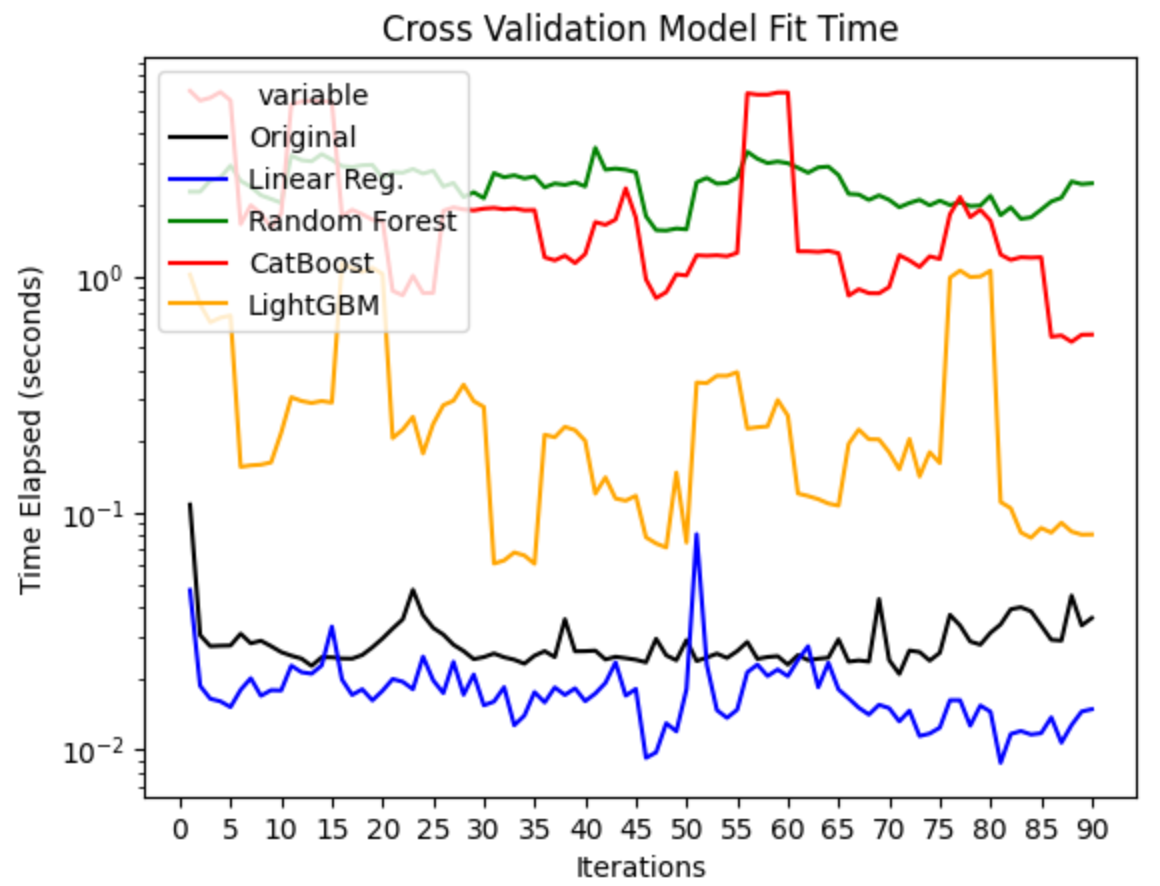 Cross Validation Model Fit Time
variable
Original
Linear Reg.
Random Forest
CatBoost
LightGBM
Time Elapsed (seconds)
10⁰
10⁻¹
10⁻²
0 5 10 15 20 25 30 35 40 45 50 55 60 65 70 75 80 85 90
Iterations